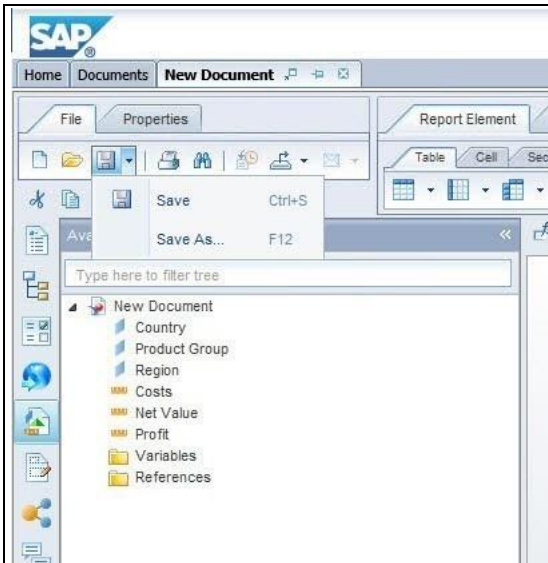 SAP®
Home Documents New Document
File Properties
Report Element
Table Cell
Save Ctrl+S
Save As... F12
Type here to filter tree
New Document
Country
Product Group
Region
Costs
Net Value
Profit
Variables
References